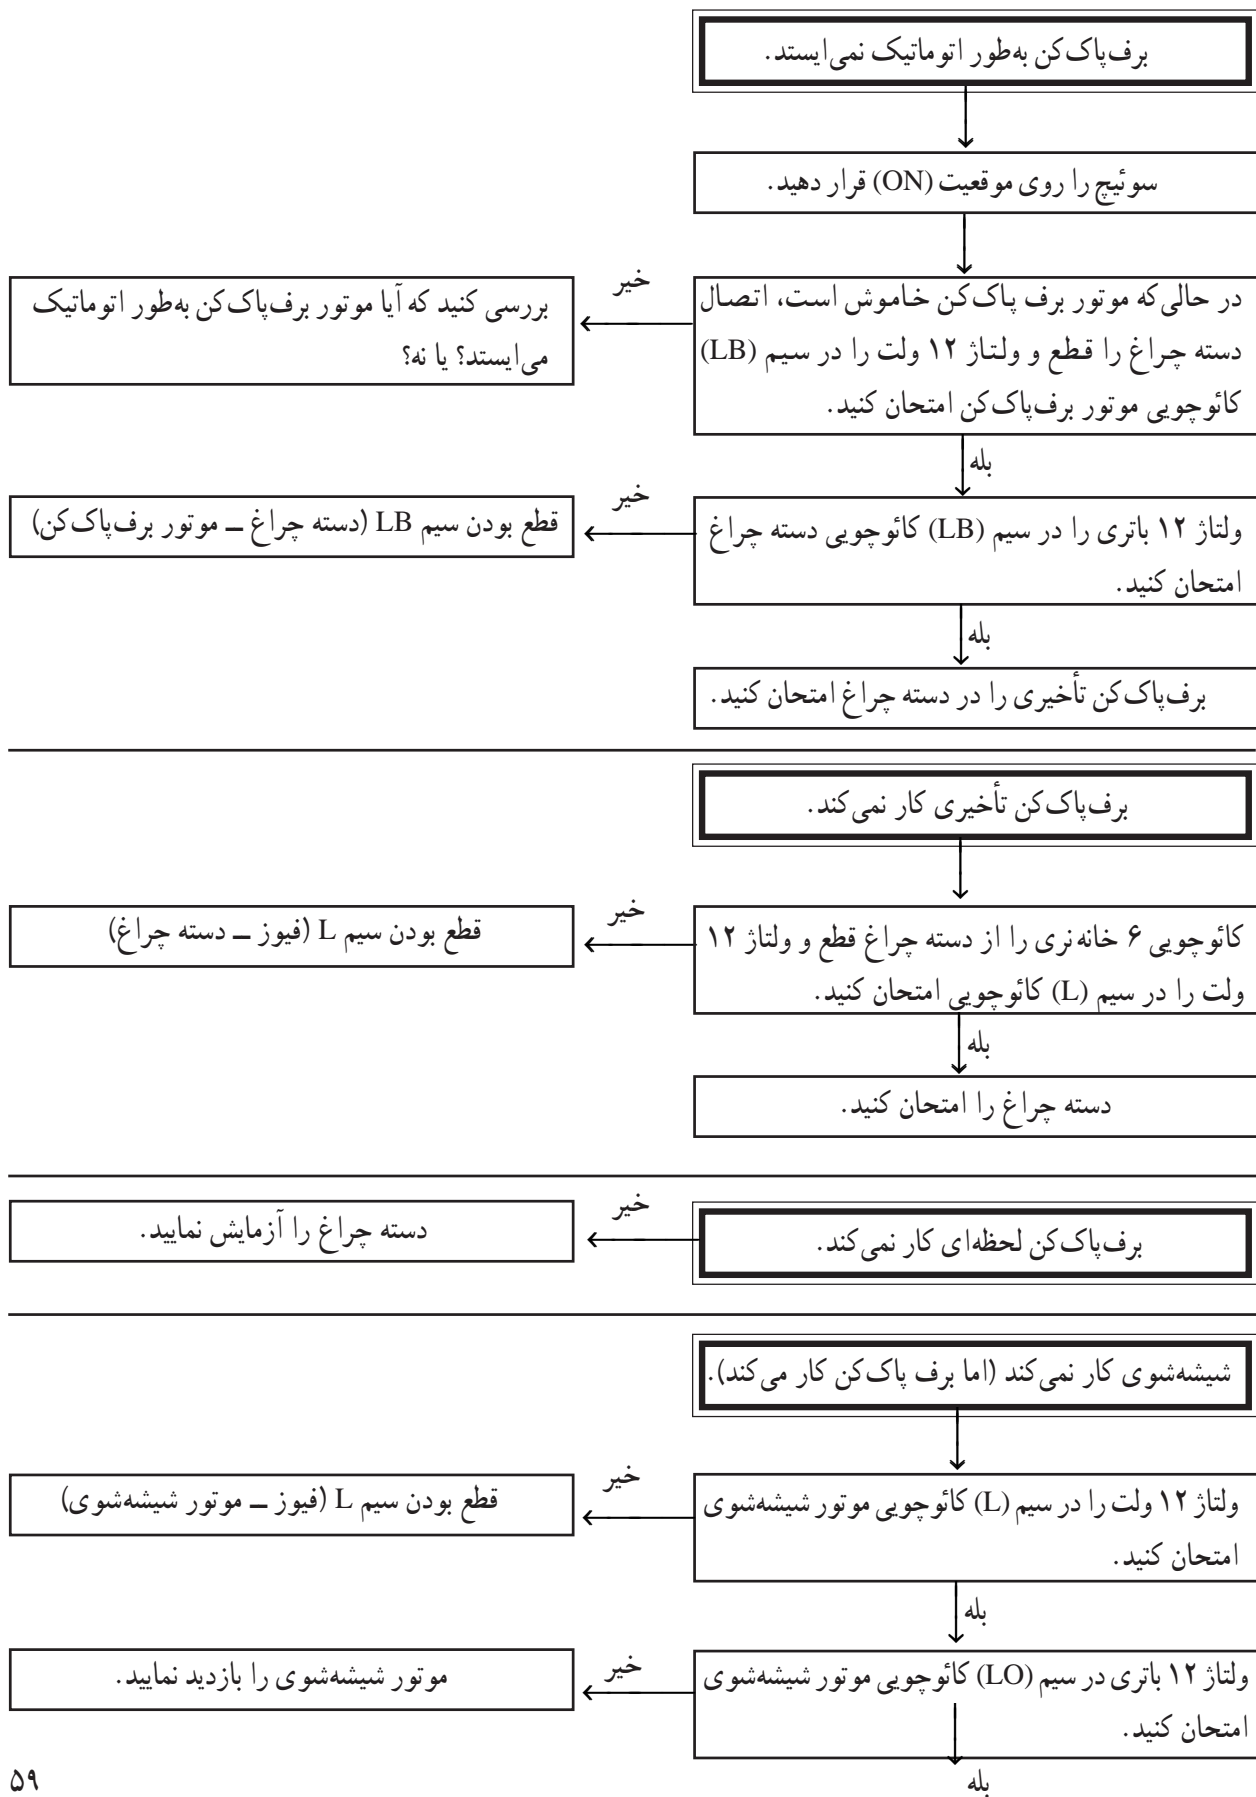 برف‌پاک‌کن به‌طور اتوماتیک نمی‌ایستد.
سوئیچ را روی موقعیت (ON) قرار دهید.
در حالی‌که موتور برف پاک‌کن خاموش است، اتصال
دسته چراغ را قطع و ولتاژ ۱۲ ولت را در سیم (LB)
کائوچویی موتور برف‌پاک‌کن امتحان کنید.
خیر
بررسی کنید که آیا موتور برف‌پاک‌کن به‌طور اتوماتیک
می‌ایستد؟ یا نه؟
بله
ولتاژ ۱۲ باتری را در سیم (LB) کائوچویی دسته چراغ
امتحان کنید.
خیر
قطع بودن سیم LB (دسته چراغ ــ موتور برف‌پاک‌کن)
بله
برف‌پاک‌کن تأخیری را در دسته چراغ امتحان کنید.
برف‌پاک‌کن تأخیری کار نمی‌کند.
کائوچویی ۶ خانه‌نری را از دسته چراغ قطع و ولتاژ ۱۲
ولت را در سیم (L) کائوچویی امتحان کنید.
خیر
قطع بودن سیم L (فیوز ــ دسته چراغ)
بله
دسته چراغ را امتحان کنید.
برف‌پاک‌کن لحظه‌ای کار نمی‌کند.
خیر
دسته چراغ را آزمایش نمایید.
شیشه‌شوی کار نمی‌کند (اما برف پاک‌کن کار می‌کند).
ولتاژ ۱۲ ولت را در سیم (L) کائوچویی موتور شیشه‌شوی
امتحان کنید.
خیر
قطع بودن سیم L (فیوز ــ موتور شیشه‌شوی)
بله
ولتاژ ۱۲ باتری در سیم (LO) کائوچویی موتور شیشه‌شوی
امتحان کنید.
خیر
موتور شیشه‌شوی را بازدید نمایید.
بله
۵۹